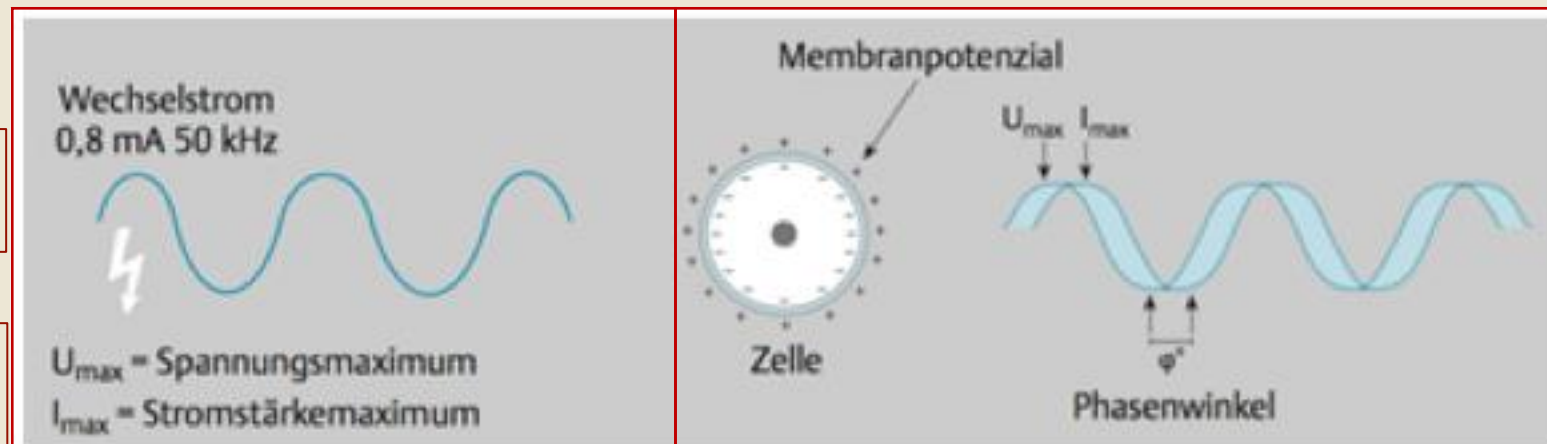 Wechselstrom
0,8 mA 50 kHz
Umax = Spannungsmaximum
Imax = Stromstärkemaximum
Membranpotenzial
Zelle
Umax Imax
φ°
Phasenwinkel